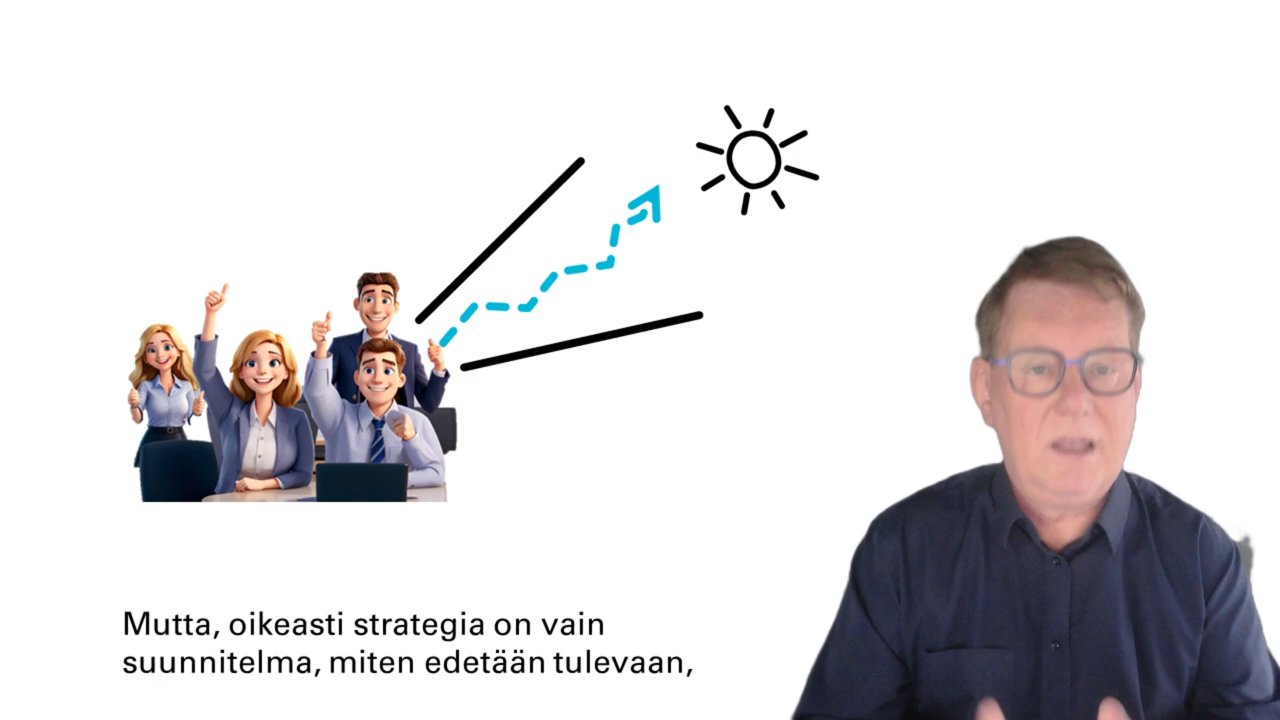 Mutta, oikeasti strategia on vain
suunnitelma, miten edetään tulevaan,